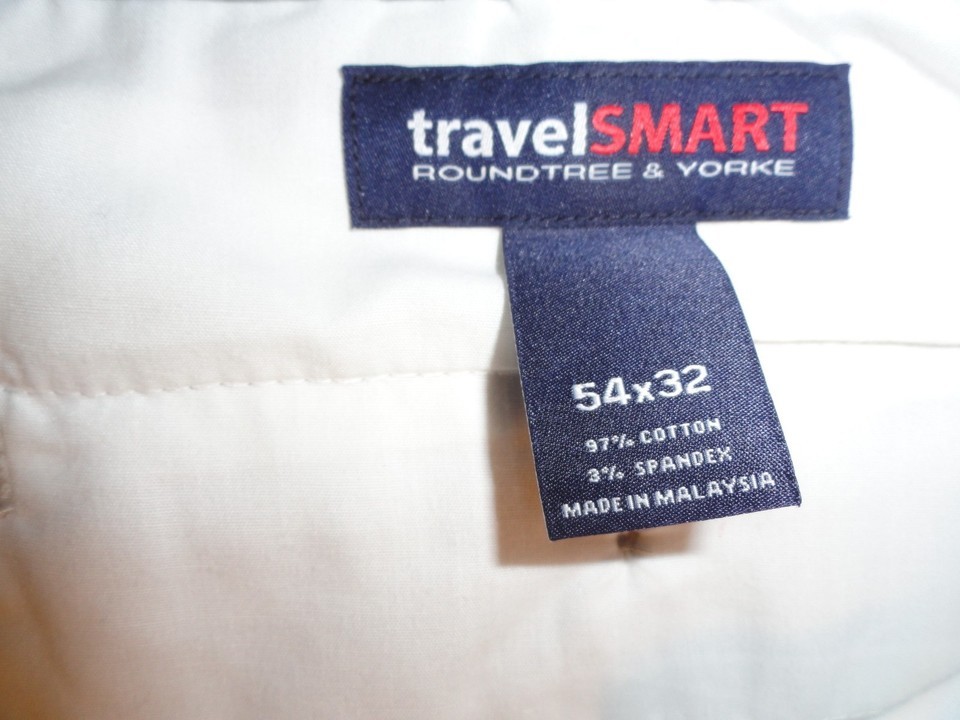 travelSMART
ROUNDTREE & YORKE
54x32
97% COTTON
3% SPANDEX
MADE IN MALAYSIA